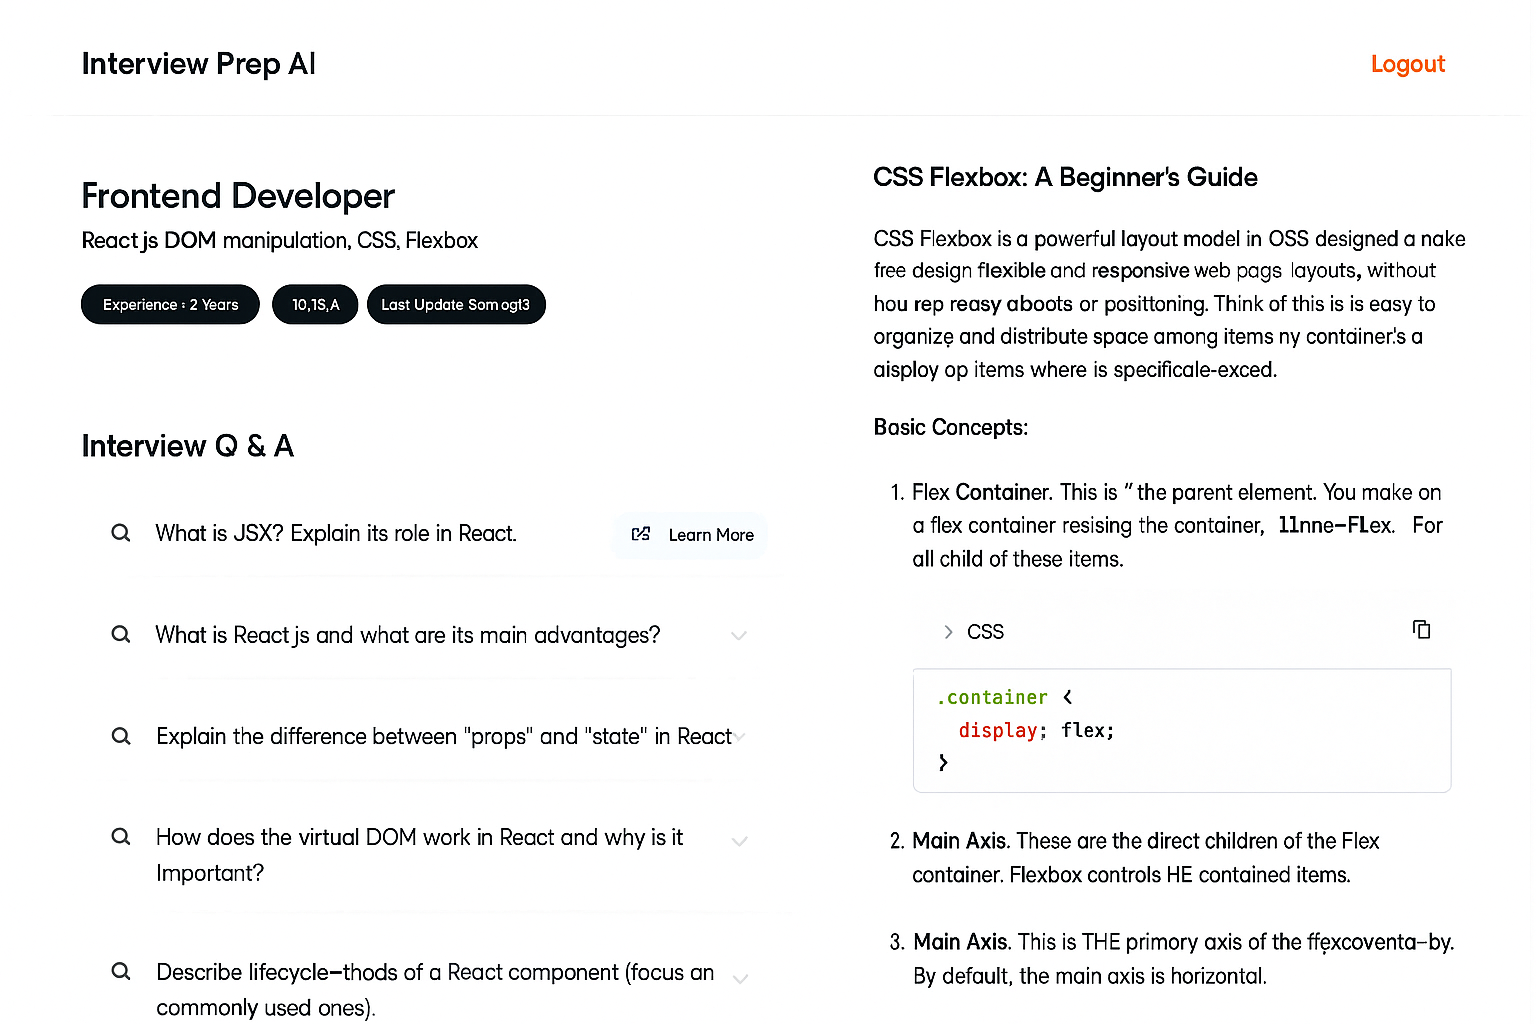 Interview Prep AI
Logout
Frontend Developer
React js DOM manipulation, CSS, Flexbox
Experience : 2 Years
10,1S,A
Last Update Som ogt3
Interview Q & A
What is JSX? Explain its role in React.
Learn More
What is React js and what are its main advantages?
Explain the difference between "props" and "state" in React
How does the virtual DOM work in React and why is it
Important?
Describe lifecycle–thods of a React component (focus an
commonly used ones).
CSS Flexbox: A Beginner's Guide
CSS Flexbox is a powerful layout model in OSS designed a nake
free design flexible and responsive web pags layouts, without
hou rep reasy aboots or posittoning. Think of this is is easy to
organize and distribute space among items ny container.'s a
aisploy op items where is specificale-exced.
Basic Concepts:
1. Flex Container. This is " the parent element. You make on
a flex container resising the container, 11nne–FLex. For
all child of these items.
CSS
.container {
display; flex;
}
2. Main Axis. These are the direct children of the Flex
container. Flexbox controls HE contained items.
3. Main Axis. This is THE primory axis of the ffexcoventa–by.
By default, the main axis is horizontal.